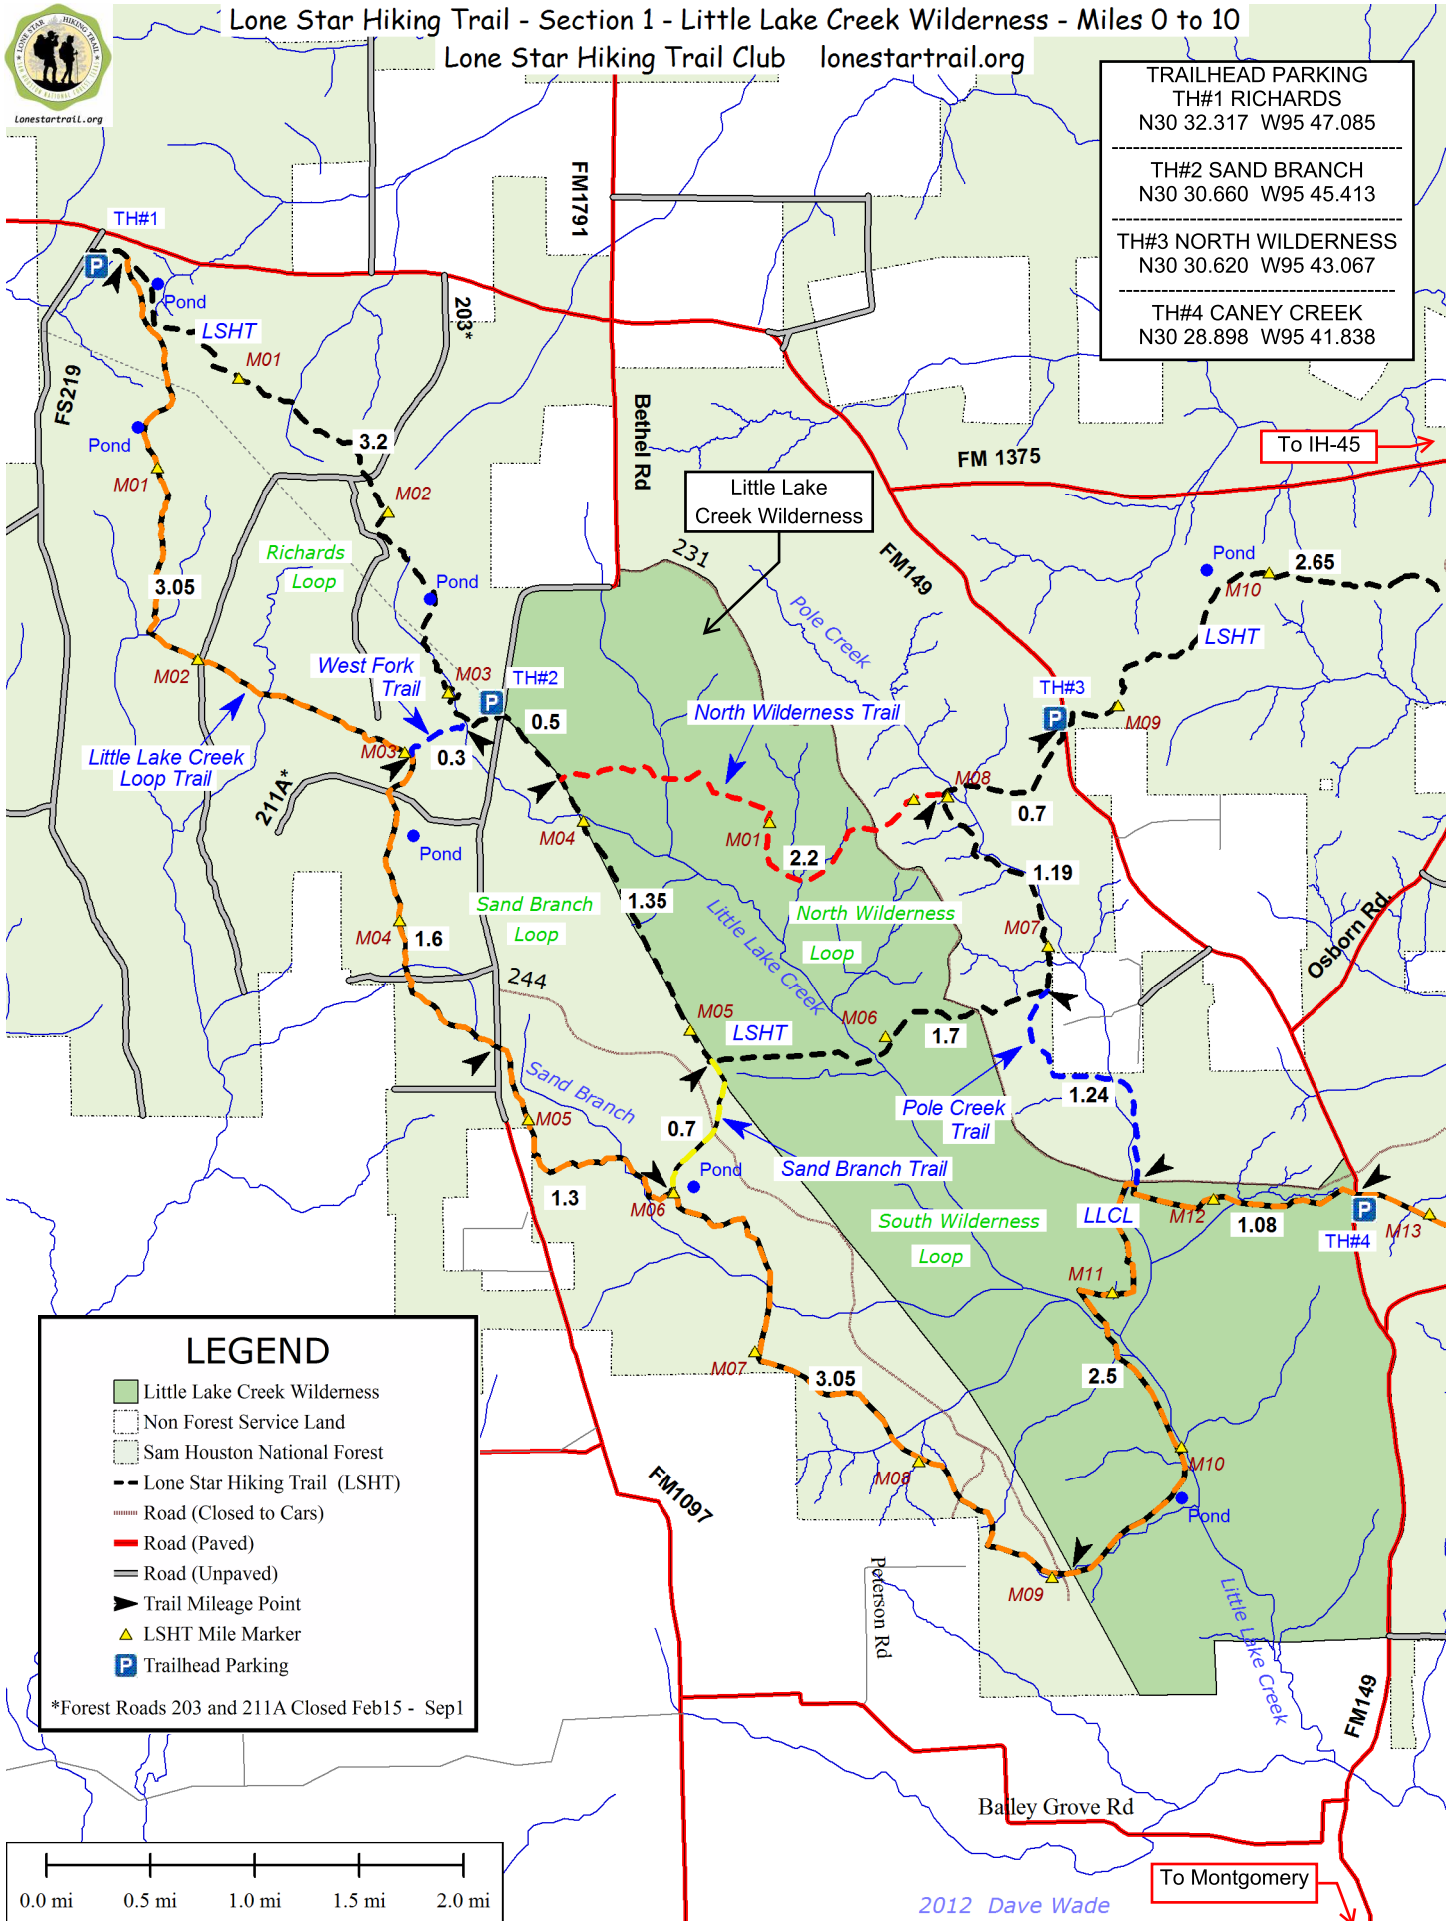 Lone Star Hiking Trail - Section 1 - Little Lake Creek Wilderness - Miles 0 to 10
Lone Star Hiking Trail Club lonestartrail.org
LONE STAR HIKING TRAIL
SAM HOUSTON NATIONAL FOREST, TEXAS
lonestartrail.org
TRAILHEAD PARKING
TH#1 RICHARDS
N30 32.317 W95 47.085
TH#2 SAND BRANCH
N30 30.660 W95 45.413
TH#3 NORTH WILDERNESS
N30 30.620 W95 43.067
TH#4 CANEY CREEK
N30 28.898 W95 41.838
FM1791
TH#1
P
Pond
LSHT
203*
M01
FS219
Bethel Rd
Pond
3.2
To IH-45
FM 1375
M01
M02
Little Lake
Creek Wilderness
231
FM149
Richards
Loop
Pond
Pond
2.65
M10
3.05
Pole Creek
LSHT
West Fork
Trail
M03
TH#2
P
M02
TH#3
P
North Wilderness Trail
0.5
M09
M03
0.3
Little Lake Creek
Loop Trail
M08
211A*
0.7
M04
M01
Pond
2.2
1.19
Sand Branch
Loop
1.35
North Wilderness
Loop
Little Lake Creek
M07
M04
1.6
Osborn Rd.
244
M05
LSHT
M06
1.7
Sand Branch
1.24
Pole Creek
Trail
M05
0.7
Sand Branch Trail
Pond
1.3
M06
South Wilderness
Loop
LLCL
M12
1.08
P
TH#4
M13
M11
M07
3.05
2.5
M08
M10
Pond
FM1097
M09
Peterson Rd
Little Lake Creek
FM149
Bailey Grove Rd
To Montgomery
LEGEND
Little Lake Creek Wilderness
Non Forest Service Land
Sam Houston National Forest
Lone Star Hiking Trail (LSHT)
Road (Closed to Cars)
Road (Paved)
Road (Unpaved)
Trail Mileage Point
LSHT Mile Marker
P Trailhead Parking
*Forest Roads 203 and 211A Closed Feb15 - Sep1
0.0 mi 0.5 mi 1.0 mi 1.5 mi 2.0 mi
2012 Dave Wade